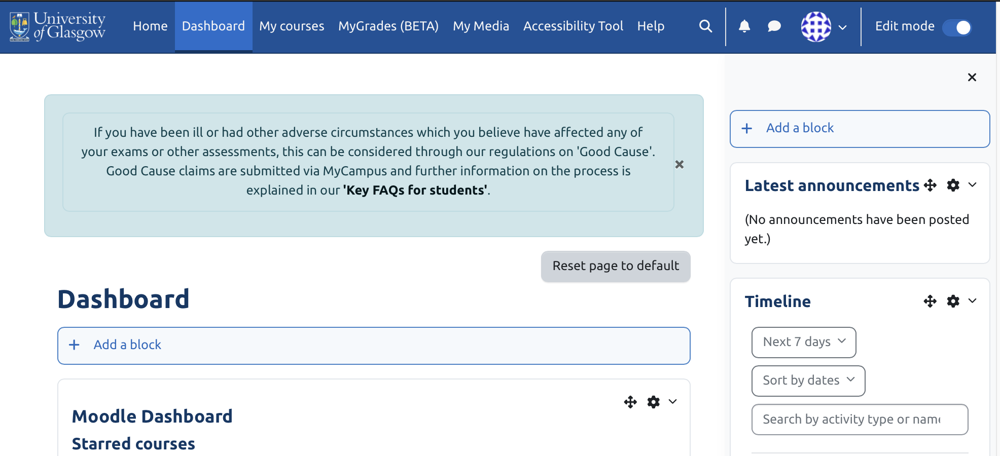 University
of Glasgow
Home
Dashboard
My courses
MyGrades (BETA)
My Media
Accessibility Tool
Help
Edit mode
If you have been ill or had other adverse circumstances which you believe have affected any of
your exams or other assessments, this can be considered through our regulations on 'Good Cause'.
Good Cause claims are submitted via MyCampus and further information on the process is
explained in our 'Key FAQs for students'.
Reset page to default
Dashboard
Add a block
Moodle Dashboard
Starred courses
Add a block
Latest announcements
(No announcements have been posted
yet.)
Timeline
Next 7 days
Sort by dates
Search by activity type or name